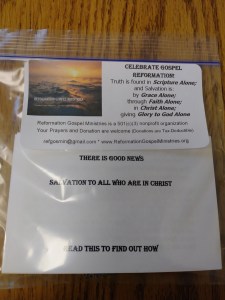 Celebrate Gospel
Reformation!
Truth is found in Scripture Alone;
and Salvation is:
by Grace Alone;
through Faith Alone;
in Christ Alone;
giving Glory to God Alone
Reformation Gospel Ministries is a 501(c)(3) nonprofit organization
Your Prayers and Donation are welcome (Donations are Tax-Deductible)
refgosmin@gmail.com * www.ReformationGospelMinistries.org
There is Good News
Salvation to all who are in Christ
Read this to find out how